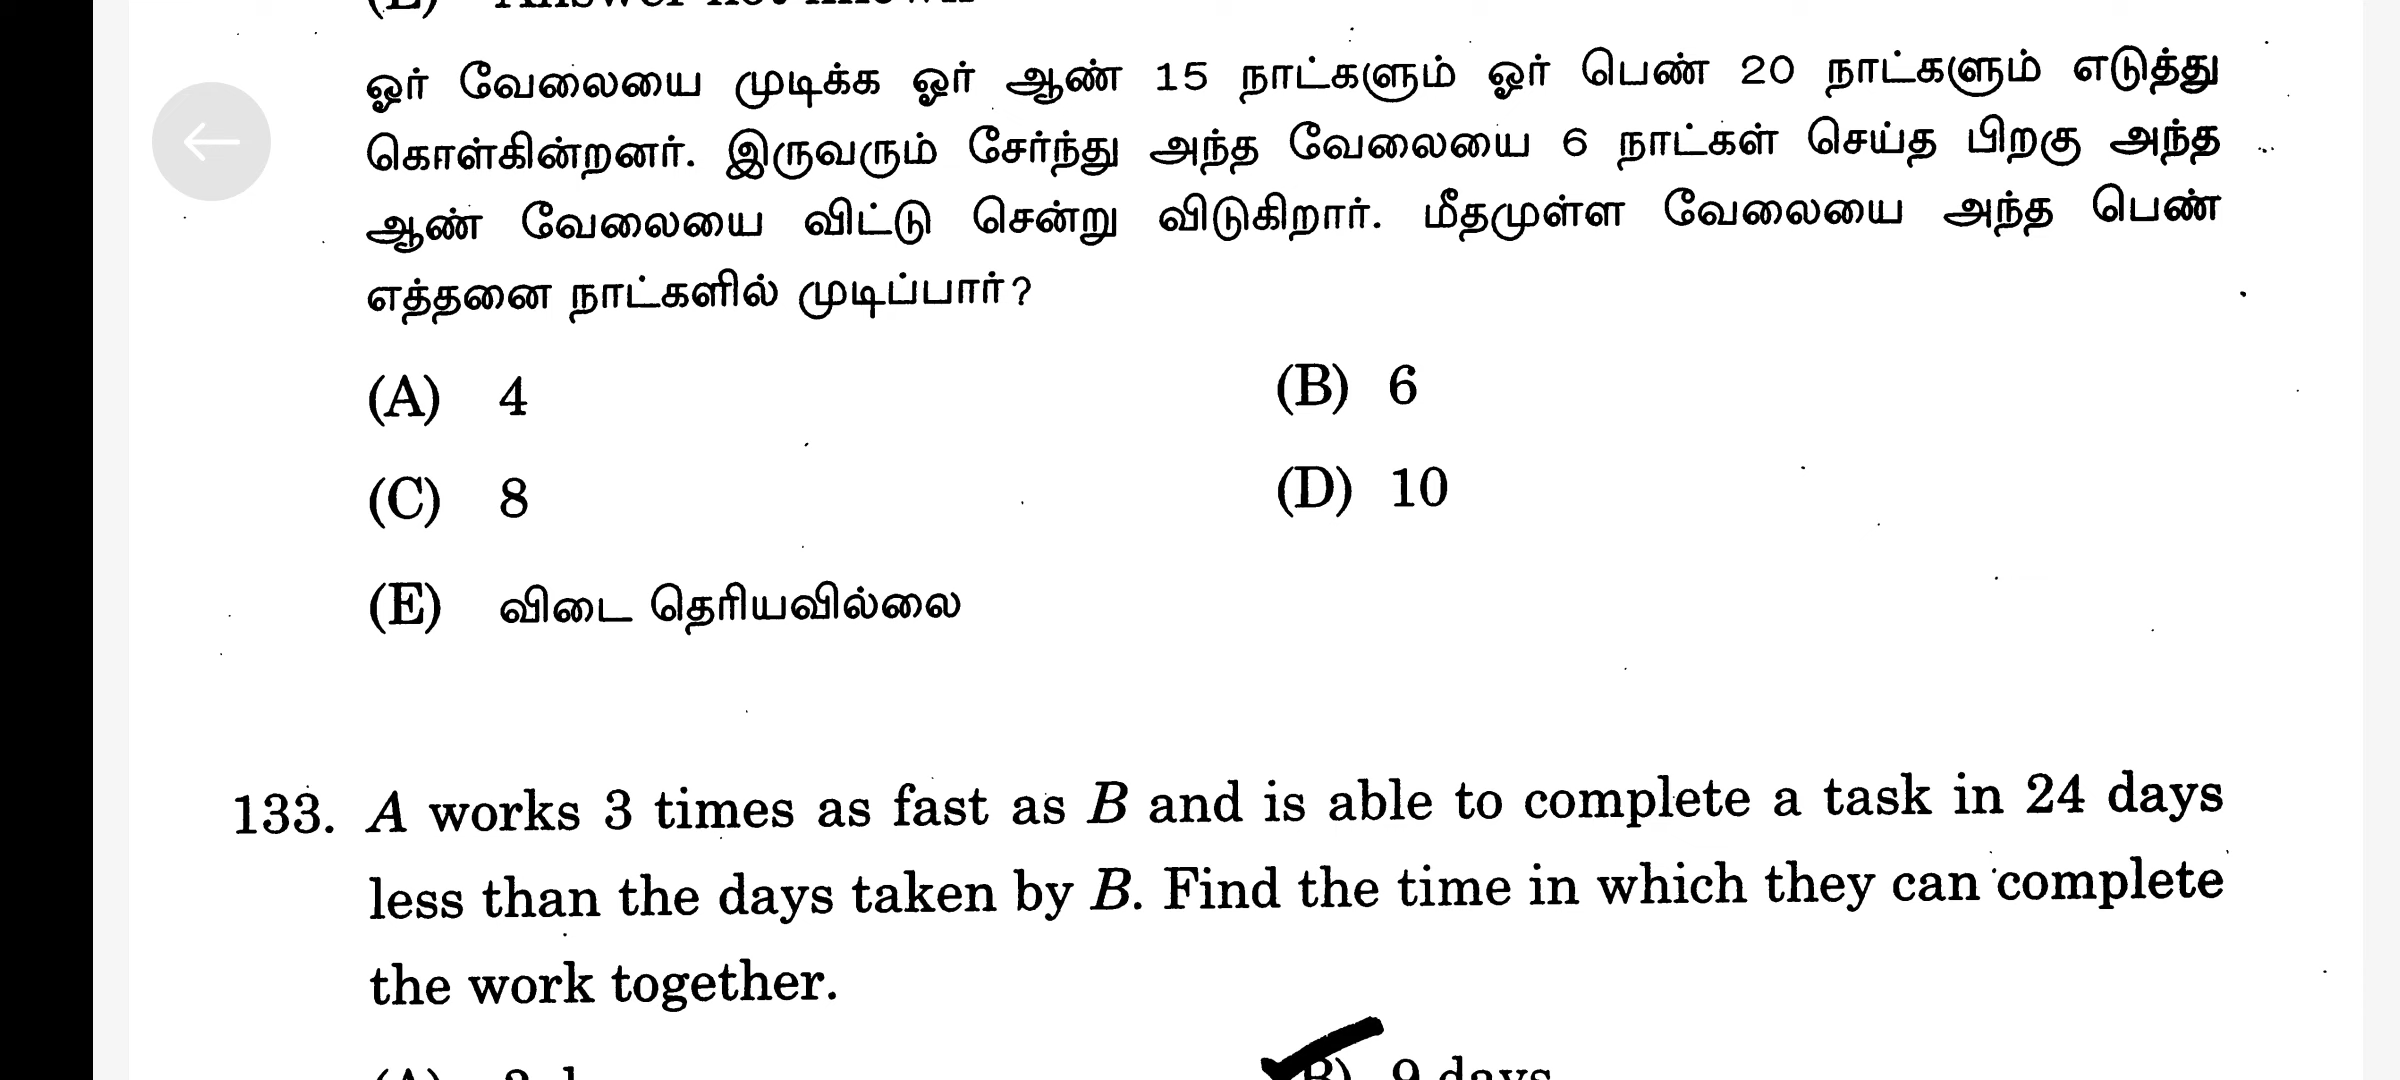 (E) Answer not known
ஓர் வேலையை முடிக்க ஓர் ஆண் 15 நாட்களும் ஓர் பெண் 20 நாட்களும் எடுத்து
கொள்கின்றனர். இருவரும் சேர்ந்து அந்த வேலையை 6 நாட்கள் செய்த பிறகு அந்த
ஆண் வேலையை விட்டு சென்று விடுகிறார். மீதமுள்ள வேலையை அந்த பெண்
எத்தனை நாட்களில் முடிப்பார்?
(A) 4 (B) 6
(C) 8 (D) 10
(E) விடை தெரியவில்லை
133. A works 3 times as fast as B and is able to complete a task in 24 days
less than the days taken by B. Find the time in which they can complete
the work together.
(A) (B) 9 days